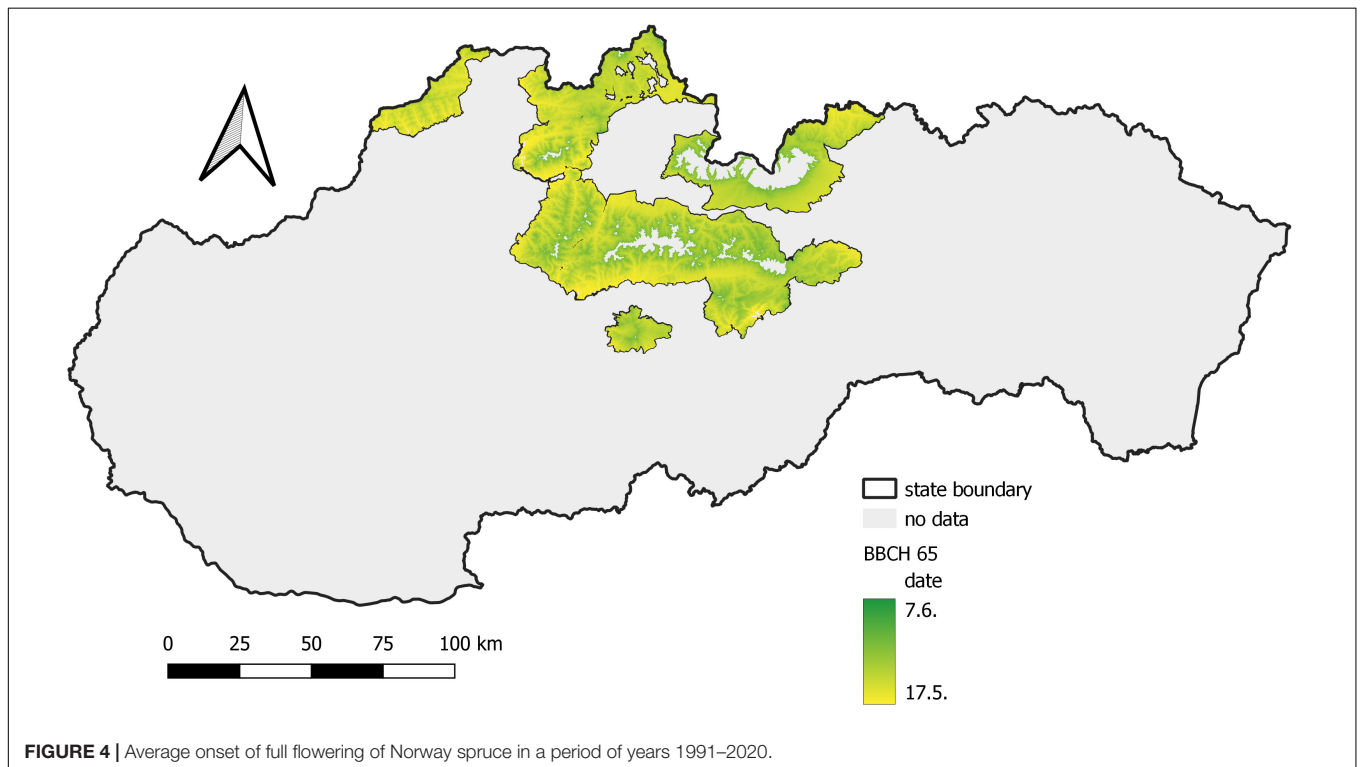 state boundary
no data
BBCH 65
date
7.6.
17.5.
0 25 50 75 100 km
FIGURE 4 | Average onset of full flowering of Norway spruce in a period of years 1991–2020.